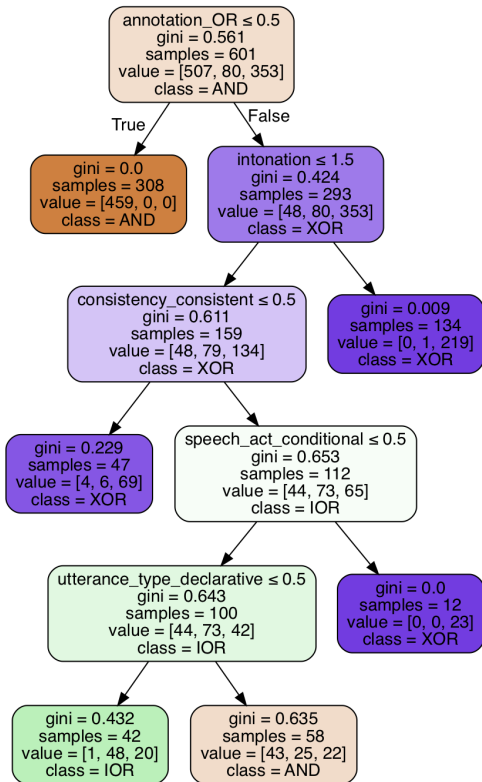 annotation_OR ≤ 0.5
gini = 0.561
samples = 601
value = [507, 80, 353]
class = AND
True
False
gini = 0.0
samples = 308
value = [459, 0, 0]
class = AND
intonation ≤ 1.5
gini = 0.424
samples = 293
value = [48, 80, 353]
class = XOR
consistency_consistent ≤ 0.5
gini = 0.611
samples = 159
value = [48, 79, 134]
class = XOR
gini = 0.009
samples = 134
value = [0, 1, 219]
class = XOR
gini = 0.229
samples = 47
value = [4, 6, 69]
class = XOR
speech_act_conditional ≤ 0.5
gini = 0.653
samples = 112
value = [44, 73, 65]
class = IOR
utterance_type_declarative ≤ 0.5
gini = 0.643
samples = 100
value = [44, 73, 42]
class = IOR
gini = 0.0
samples = 12
value = [0, 0, 23]
class = XOR
gini = 0.432
samples = 42
value = [1, 48, 20]
class = IOR
gini = 0.635
samples = 58
value = [43, 25, 22]
class = AND